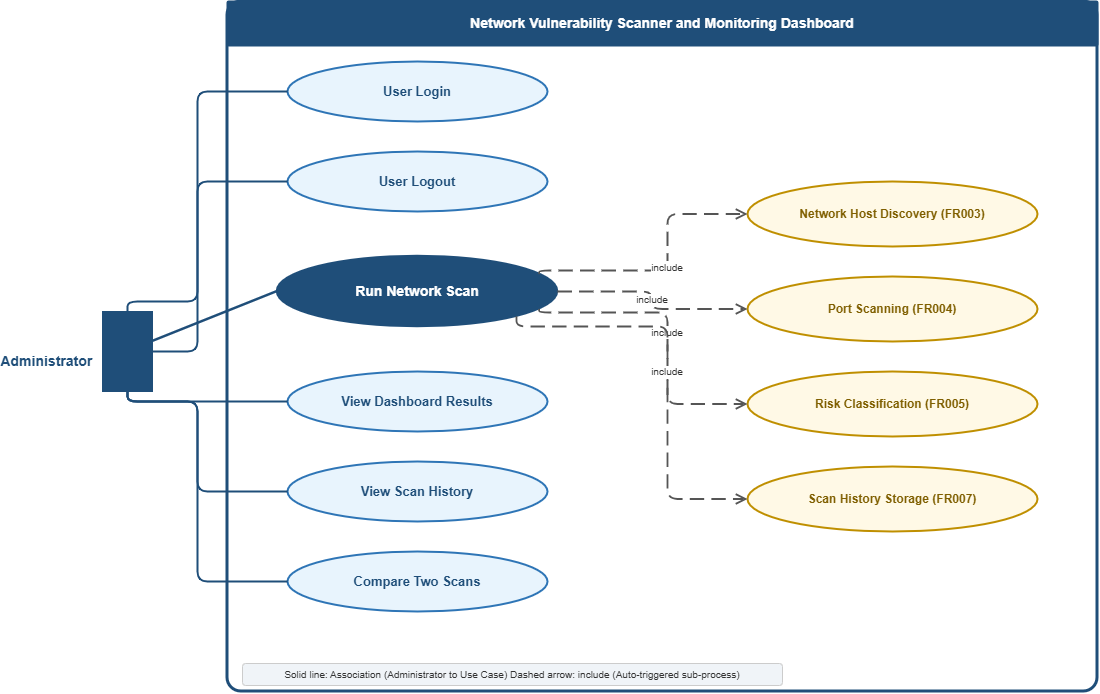 Network Vulnerability Scanner and Monitoring Dashboard
User Login
User Logout
Network Host Discovery (FR003)
include
Run Network Scan
include
Port Scanning (FR004)
include
Administrator
include
View Dashboard Results
Risk Classification (FR005)
View Scan History
Scan History Storage (FR007)
Compare Two Scans
Solid line: Association (Administrator to Use Case) Dashed arrow: include (Auto-triggered sub-process)